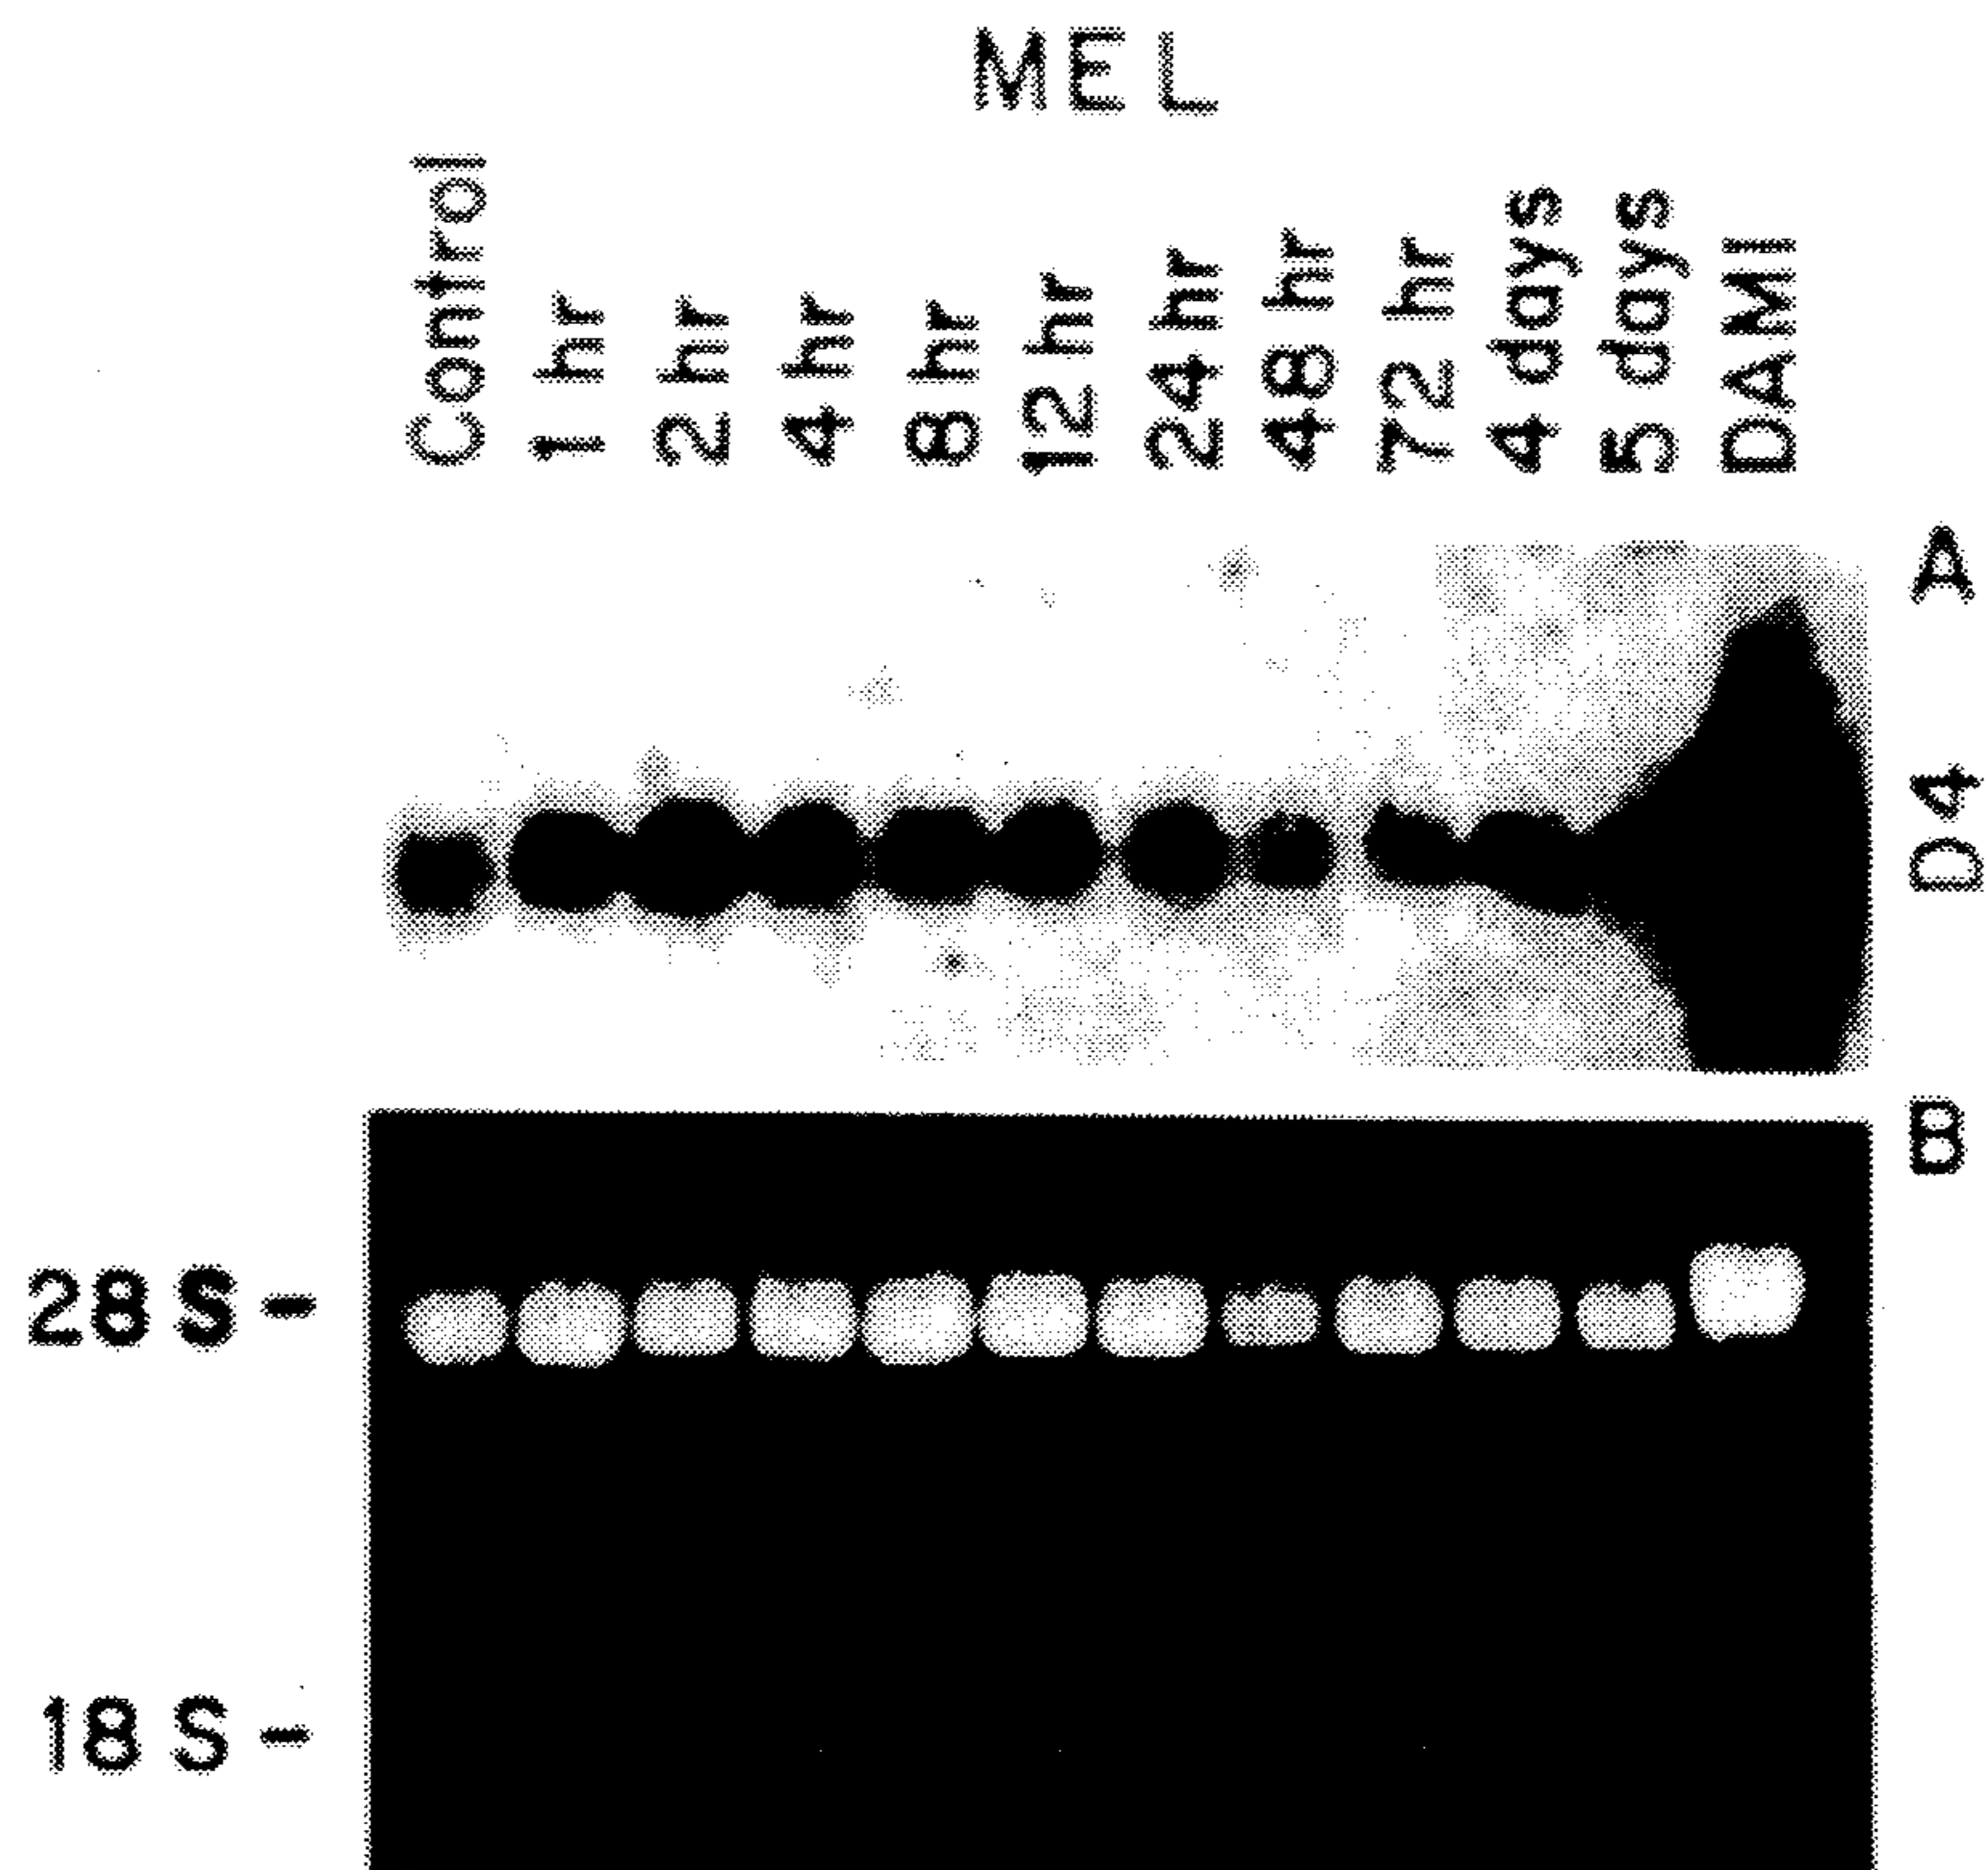 MEL
Control
1 hr
2 hr
4 hr
8 hr
12 hr
24 hr
48 hr
72 hr
4 days
5 days
DAMI
A
D4
B
28 S -
18 S -